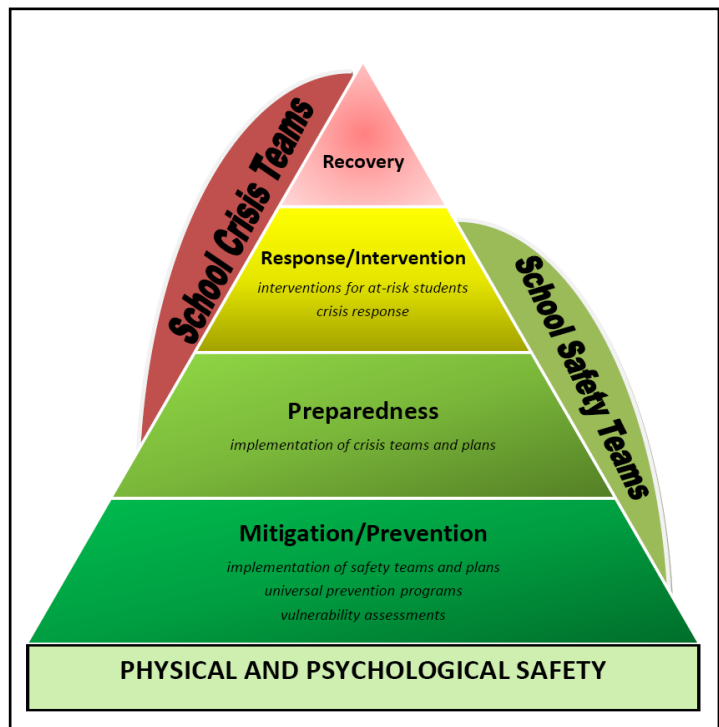 School Crisis Teams
Recovery
Response/Intervention
interventions for at-risk students
crisis response
School Safety Teams
Preparedness
implementation of crisis teams and plans
Mitigation/Prevention
implementation of safety teams and plans
universal prevention programs
vulnerability assessments
PHYSICAL AND PSYCHOLOGICAL SAFETY